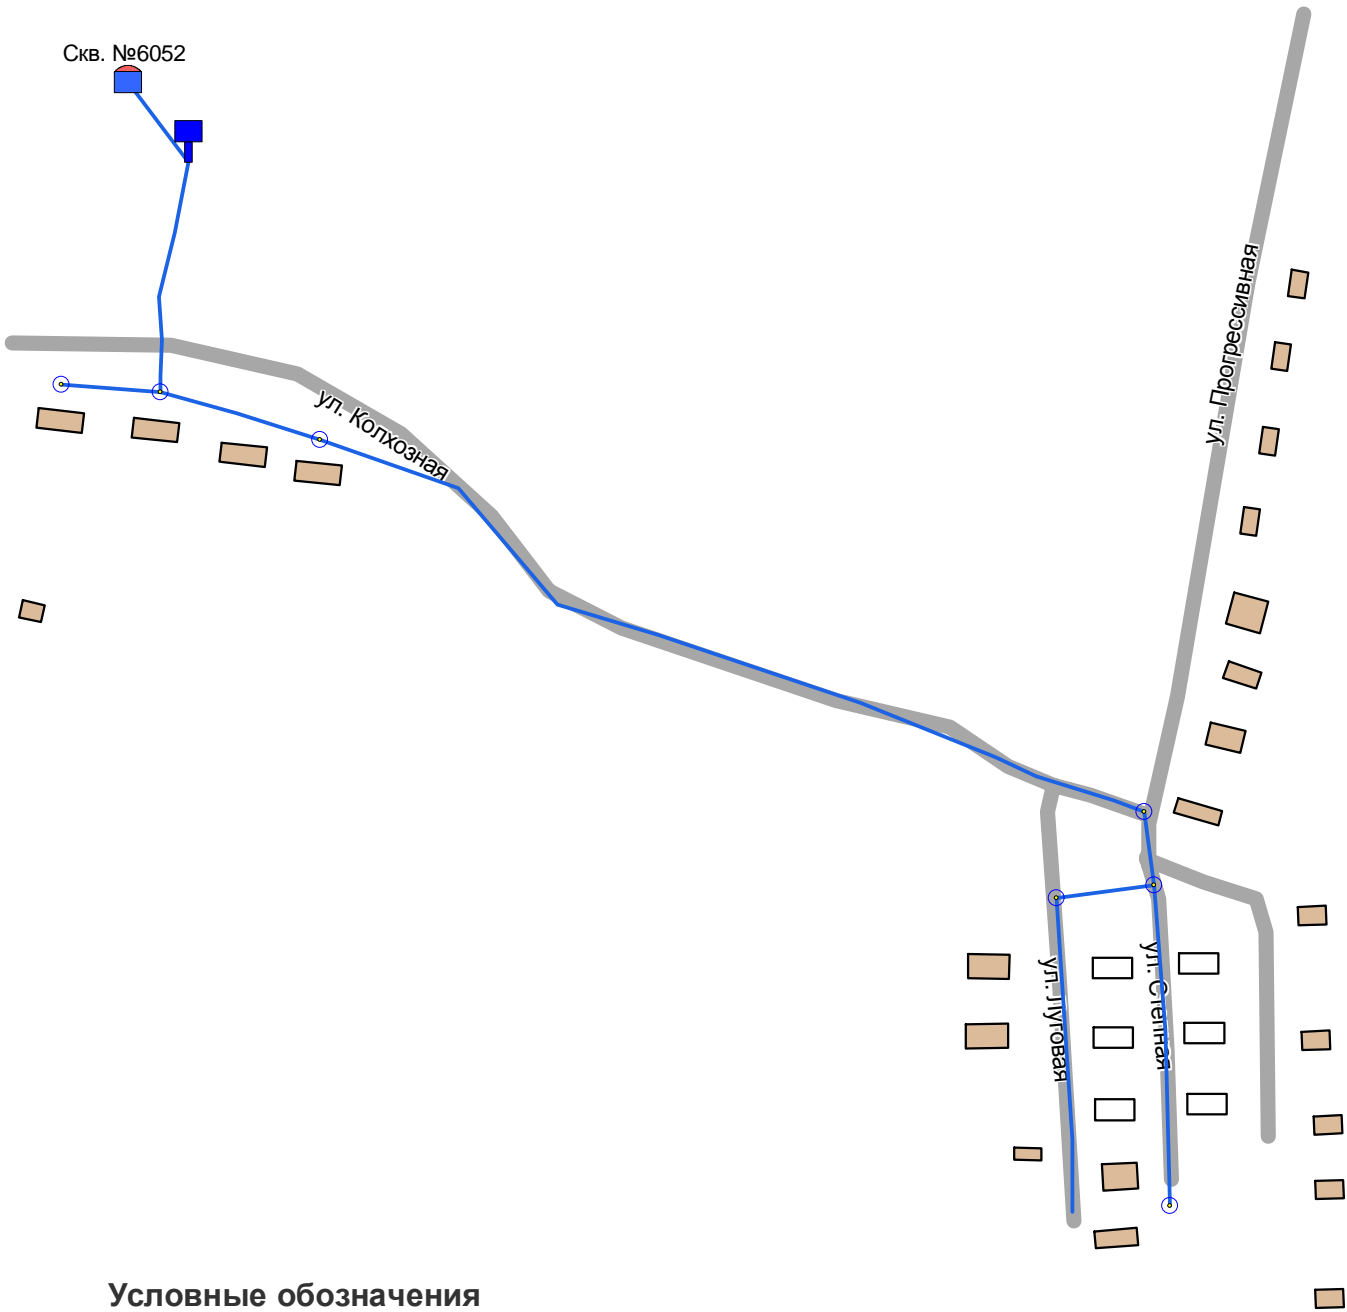 Скв. №6052
ул. Прогрессивная
ул. Колхозная
ул. Луговая
ул. Степная
Условные обозначения